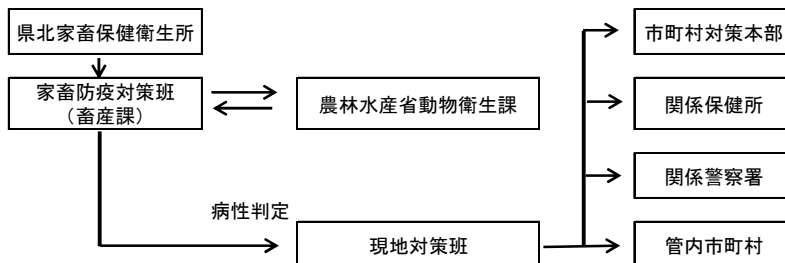 県北家畜保健衛生所
市町村対策本部
家畜防疫対策班
（畜産課）
農林水産省動物衛生課
関係保健所
関係警察署
病性判定
現地対策班
管内市町村